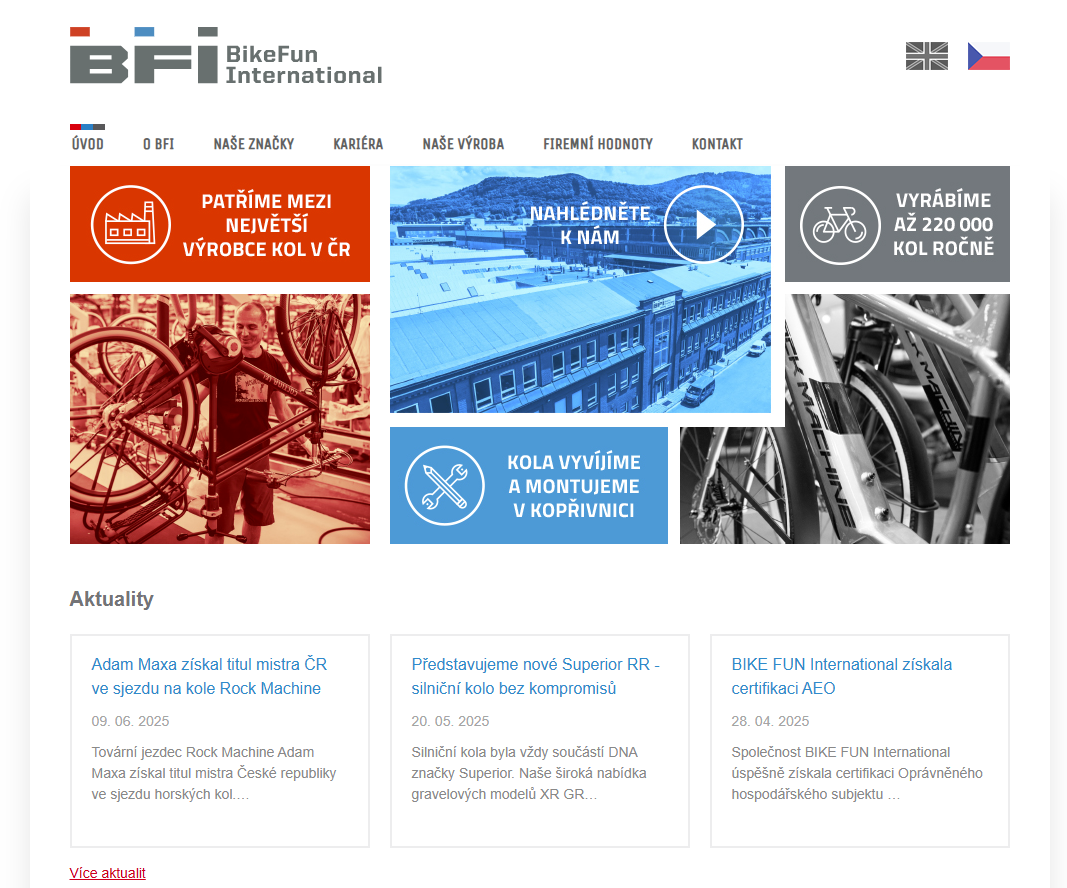 BFI BikeFun
International
ÚVOD O BFI NAŠE ZNAČKY KARIÉRA NAŠE VÝROBA FIREMNÍ HODNOTY KONTAKT
PATŘÍME MEZI
NEJVĚTŠÍ
VÝROBCE KOL V ČR
NAHLÉDNĚTE
K NÁM
VYRÁBÍME
AŽ 220 000
KOL ROČNĚ
KOLA VYVÍJÍME
A MONTUJEME
V KOPŘIVNICI
CK MACHINE
CK MACHINE
Aktuality
Adam Maxa získal titul mistra ČR
ve sjezdu na kole Rock Machine
09. 06. 2025
Tovární jezdec Rock Machine Adam
Maxa získal titul mistra České republiky
ve sjezdu horských kol.…
Představujeme nové Superior RR -
silniční kolo bez kompromisů
20. 05. 2025
Silniční kola byla vždy součástí DNA
značky Superior. Naše široká nabídka
gravelových modelů XR GR…
BIKE FUN International získala
certifikaci AEO
28. 04. 2025
Společnost BIKE FUN International
úspěšně získala certifikaci Oprávněného
hospodářského subjektu …
Více aktualit